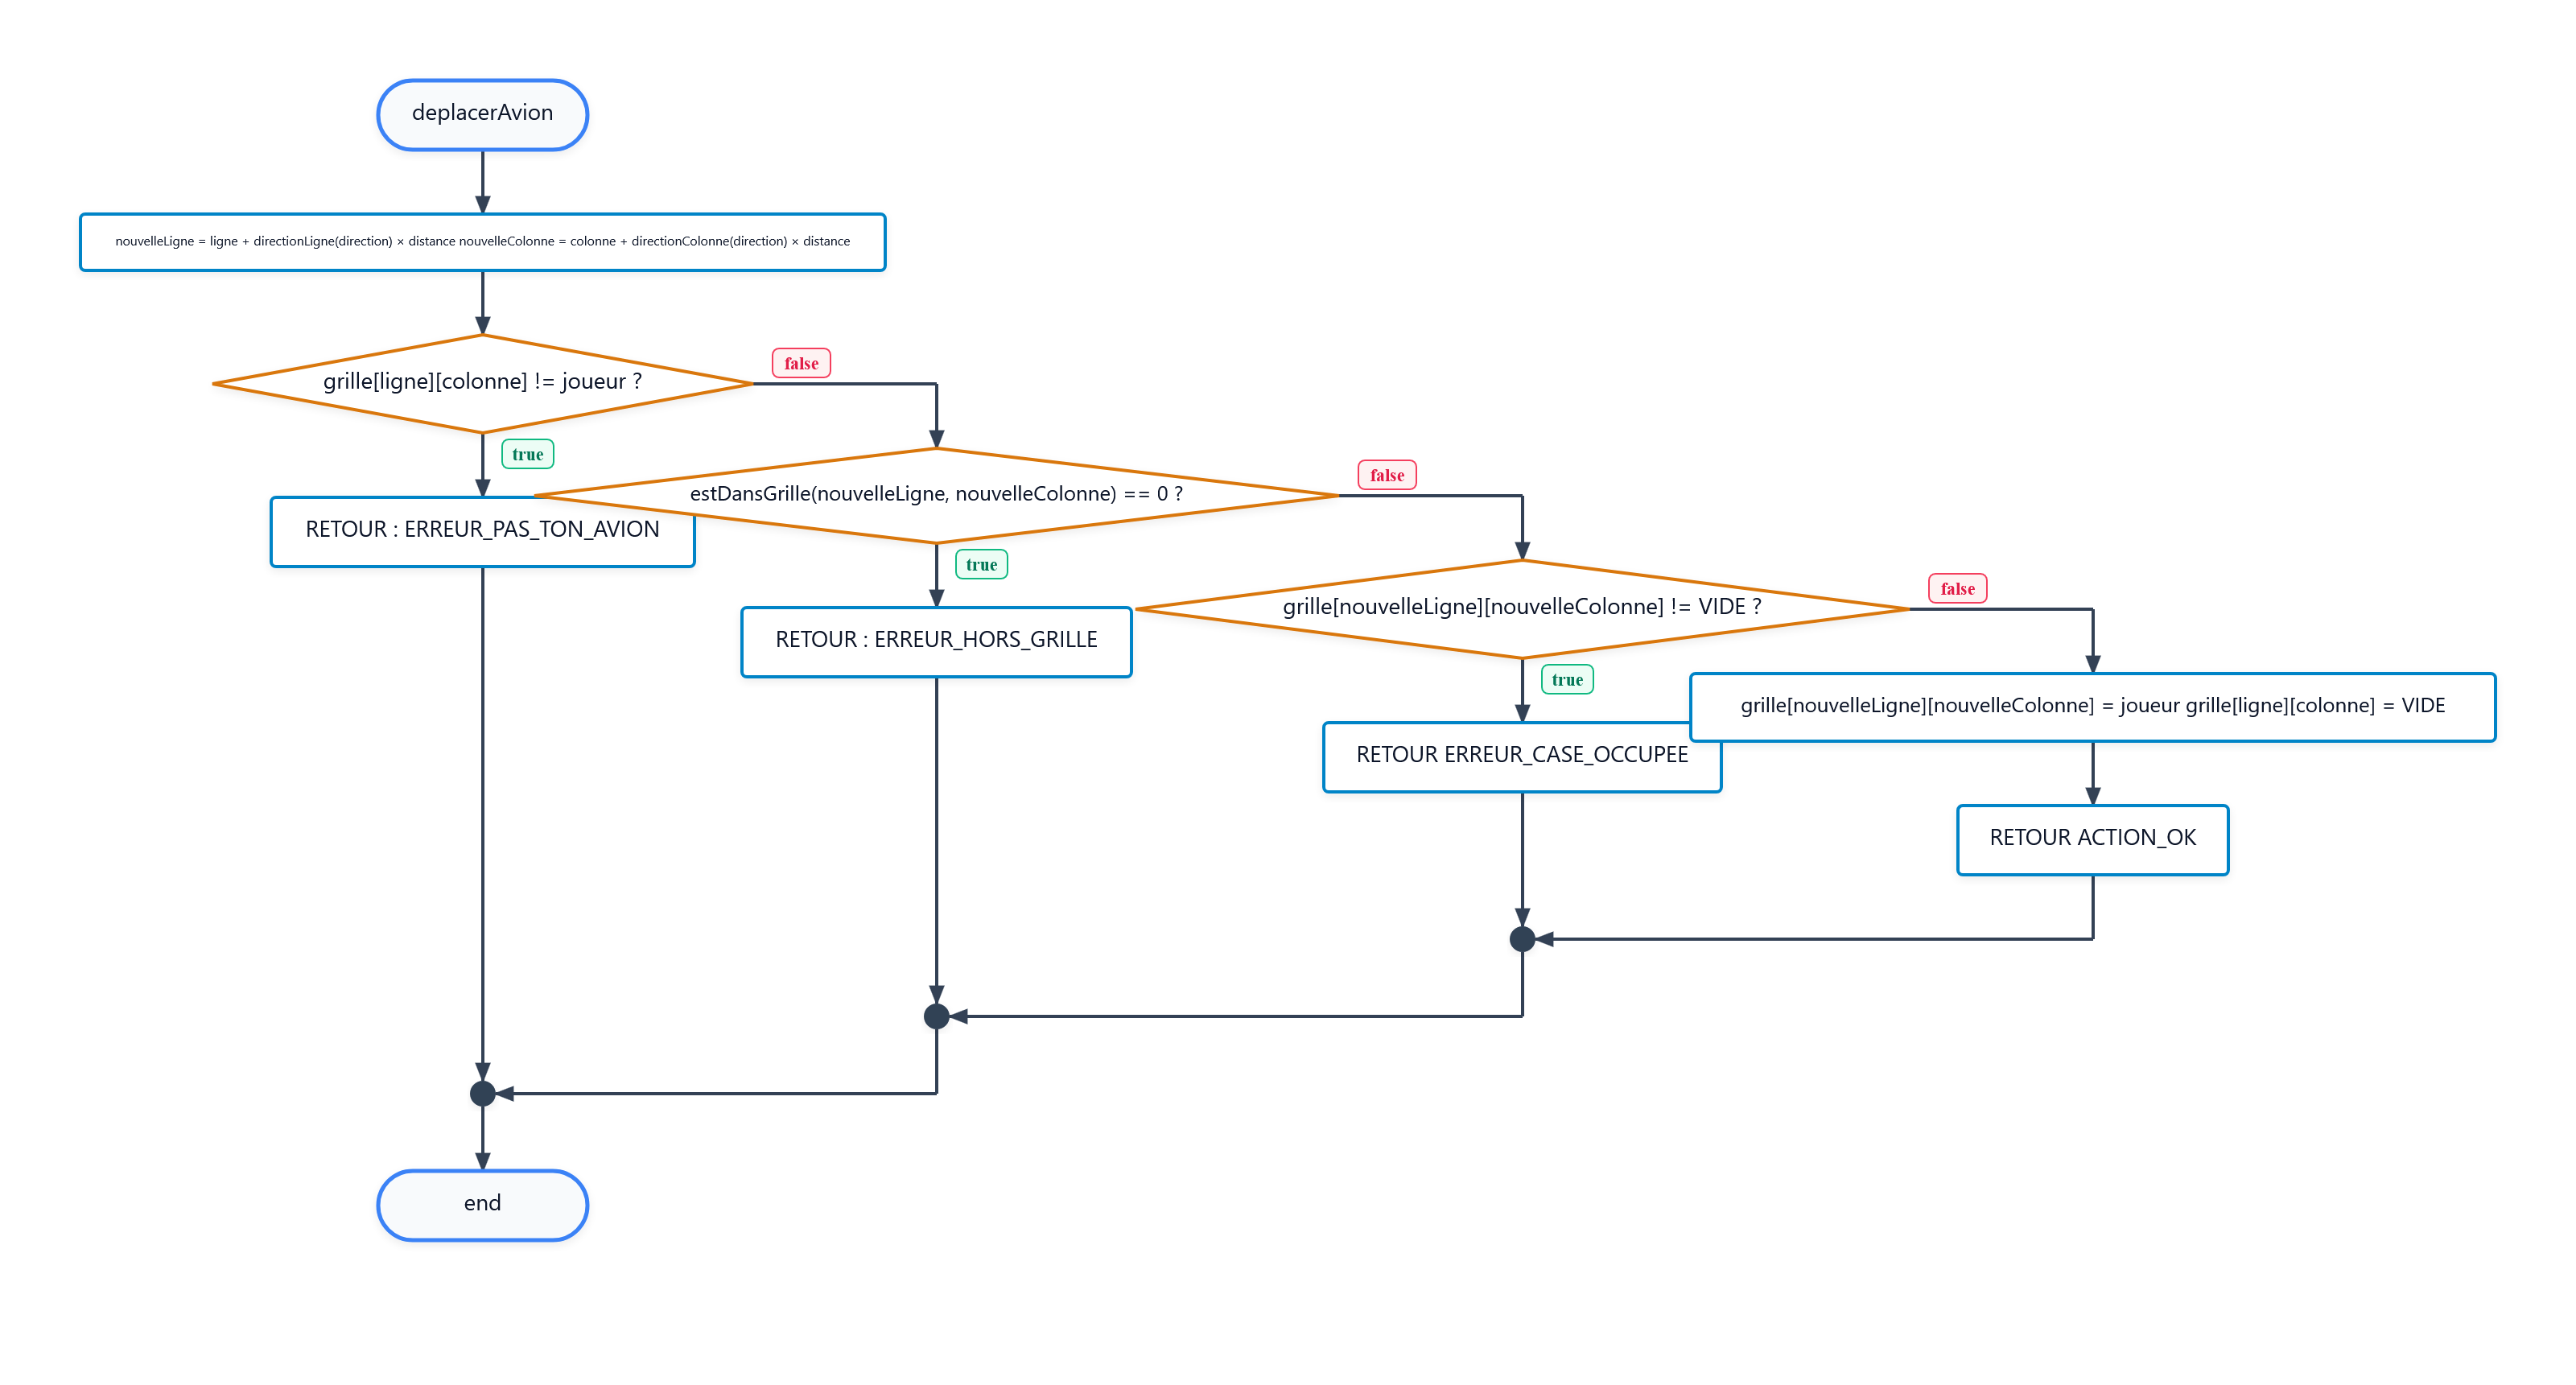 deplacerAvion
nouvelleLigne = ligne + directionLigne(direction) × distance nouvelleColonne = colonne + directionColonne(direction) × distance
grille[ligne][colonne] != joueur ?
false
true
estDansGrille(nouvelleLigne, nouvelleColonne) == 0 ?
false
RETOUR : ERREUR_PAS_TON_AVION
true
grille[nouvelleLigne][nouvelleColonne] != VIDE ?
false
RETOUR : ERREUR_HORS_GRILLE
true
grille[nouvelleLigne][nouvelleColonne] = joueur grille[ligne][colonne] = VIDE
RETOUR ERREUR_CASE_OCCUPEE
RETOUR ACTION_OK
end